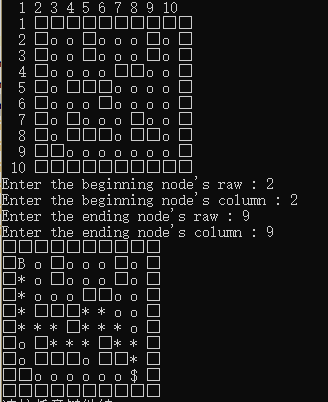 1 2 3 4 5 6 7 8 9 10
1 □□□□□□□□□□
2 □o o □o o o □o □
3 □o o □o o o □o □
4 □o o o o □□o o □
5 □o □□□o o o o □
6 □o o o □o o o o □
7 □o □o o o □o o □
8 □o □□□o □□o □
9 □□o o o o o o o □
10 □□□□□□□□□□
Enter the beginning node's raw : 2
Enter the beginning node's column : 2
Enter the ending node's raw : 9
Enter the ending node's column : 9
□□□□□□□□□□
□B o □o o o □o □
□* o □o o o □o □
□* o o o □□o o □
□* □□□* * o o □
□* * * □* * * o □
□o □* * * □* o □
□o □□□o □□* □
□□o o o o o o $ □
□□□□□□□□□□